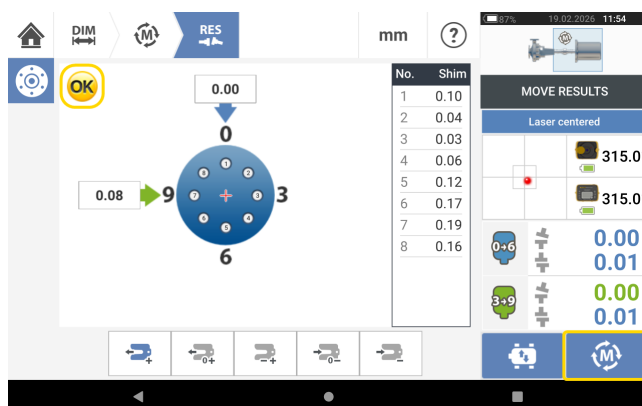 87% 19.02.2026 11:54
DIM M RES mm ?
OK
0.00
0
0.08 9 3
6
1 2 3 4 5 6 7 8
No. Shim
1 0.10
2 0.04
3 0.03
4 0.06
5 0.12
6 0.17
7 0.19
8 0.16
MOVE RESULTS
Laser centered
315.0
315.0
0→6 0.00
0.01
3→9 0.00
0.01
0+ −+ 0−
M